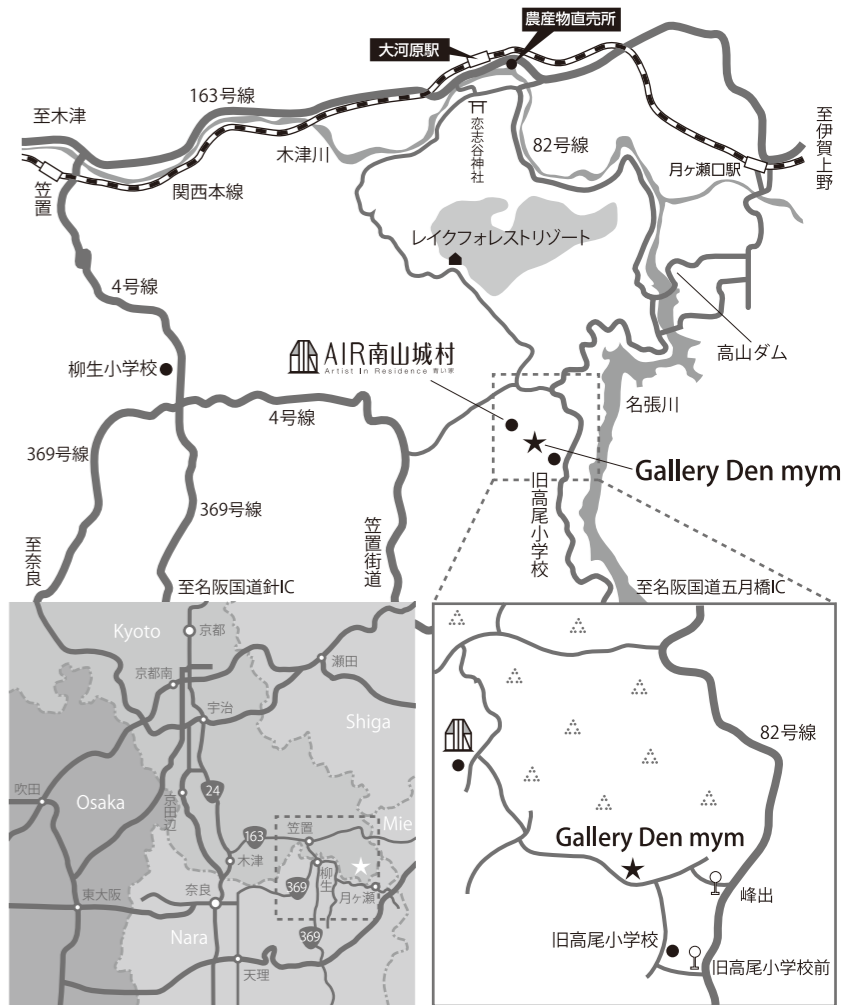 農産物直売所
大河原駅
163号線
至木津
木津川
恋志谷神社
82号線
至伊賀上野
月ヶ瀬口駅
笠置
関西本線
レイクフォレストリゾート
4号線
高山ダム
AIR南山城村
Artist In Residence 青い家
柳生小学校
名張川
4号線
369号線
Gallery Den mym
旧高尾小学校
369号線
笠置街道
至奈良
至名阪国道針IC
至名阪国道五月橋IC
Kyoto
京都
京都南
瀬田
宇治
Shiga
24
吹田
Osaka
京田辺
163
笠置
Mie
木津
柳生
東大阪
奈良
369
月ヶ瀬
Nara
369
天理
82号線
Gallery Den mym
峰出
旧高尾小学校
旧高尾小学校前